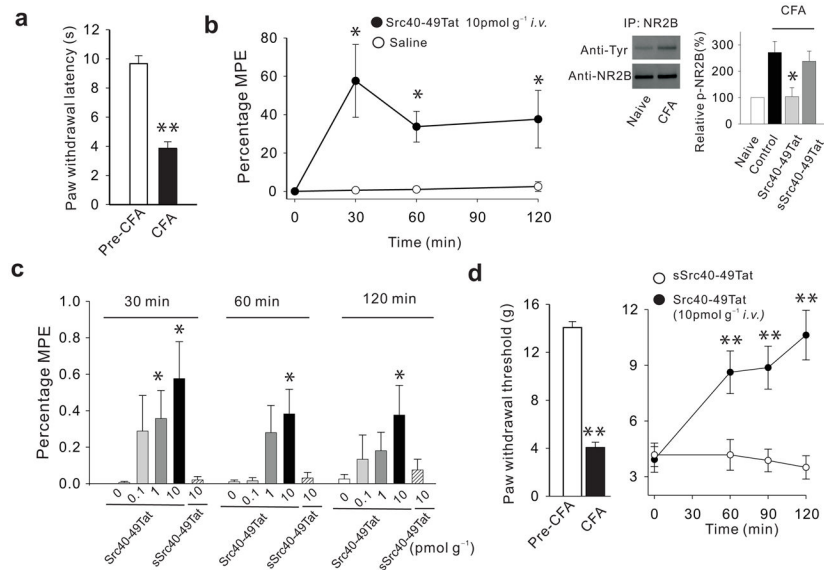 a
Paw withdrawal latency (s)
12
10
8
6
4
2
0
**
Pre-CFA
CFA
b
Percentage MPE
80
60
40
20
0
Src40-49Tat 10pmol g⁻¹ i.v.
Saline
*
*
*
0 30 60 90 120
Time (min)
IP: NR2B
Anti-Tyr
Anti-NR2B
Naive
CFA
Relative p-NR2B(%)
300
200
100
0
CFA
*
Naive
Control
Src40-49Tat
sSrc40-49Tat
c
Percentage MPE
1.0
0.8
0.6
0.4
0.2
0.0
30 min
60 min
120 min
*
*
*
*
0 0.1 1 10 10
0 0.1 1 10 10
0 0.1 1 10 10
Src40-49Tat
sSrc40-49Tat
Src40-49Tat
sSrc40-49Tat
Src40-49Tat
sSrc40-49Tat
(pmol g⁻¹)
d
Paw withdrawal threshold (g)
16
12
8
4
0
**
Pre-CFA
CFA
sSrc40-49Tat
Src40-49Tat
(10pmol g⁻¹ i.v.)
12
9
6
3
**
**
**
0 30 60 90 120
Time (min)